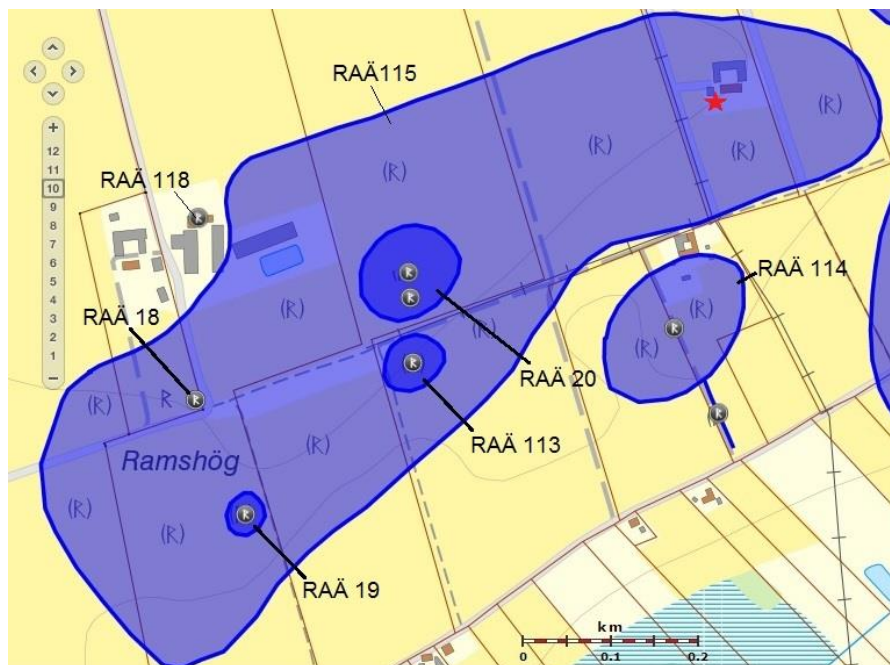 RAÄ115
12
11
10
9
8
7
6
5
4
3
2
1
RAÄ 118
(R)
(R)
(R)
(R)
(R)
RAÄ 114
RAÄ 18
(R)
(R)
(R)
(R)
RAÄ 20
(R)
R
Ramshög
(R)
RAÄ 113
(R)
(R)
RAÄ 19
km
0
0.1
0.2